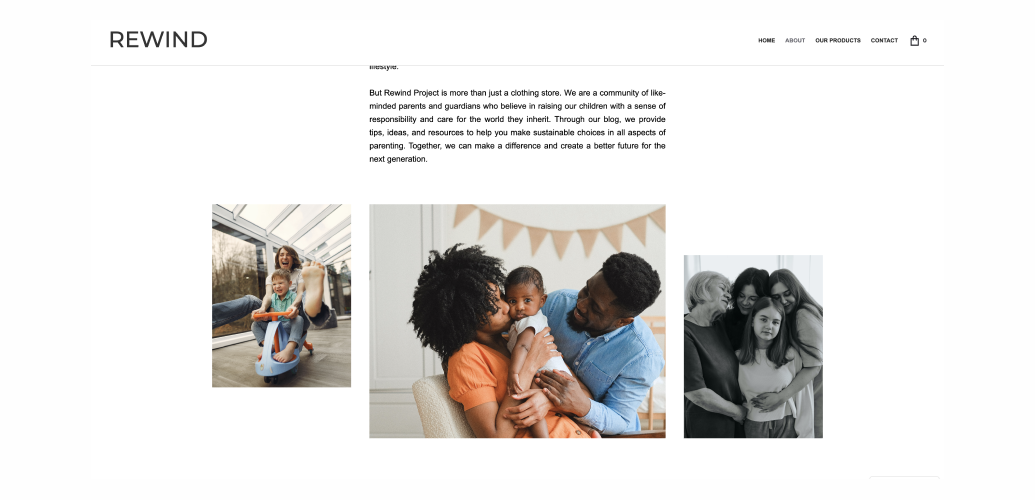 REWIND
HOME ABOUT OUR PRODUCTS CONTACT 0
lifestyle.
But Rewind Project is more than just a clothing store. We are a community of like-
minded parents and guardians who believe in raising our children with a sense of
responsibility and care for the world they inherit. Through our blog, we provide
tips, ideas, and resources to help you make sustainable choices in all aspects of
parenting. Together, we can make a difference and create a better future for the
next generation.